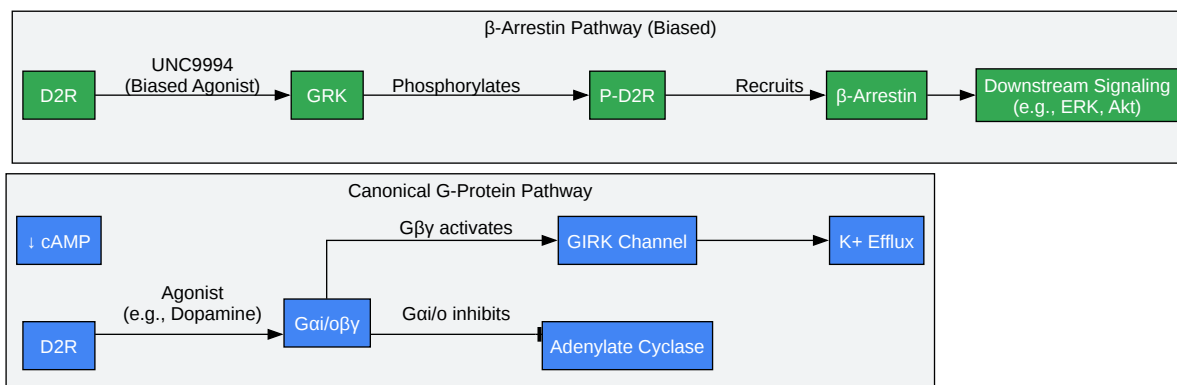 β-Arrestin Pathway (Biased)
D2R
UNC9994
(Biased Agonist)
GRK
Phosphorylates
P-D2R
Recruits
β-Arrestin
Downstream Signaling
(e.g., ERK, Akt)
Canonical G-Protein Pathway
↓ cAMP
Gβγ activates
GIRK Channel
K+ Efflux
D2R
Agonist
(e.g., Dopamine)
Gαi/oβγ
Gαi/o inhibits
Adenylate Cyclase